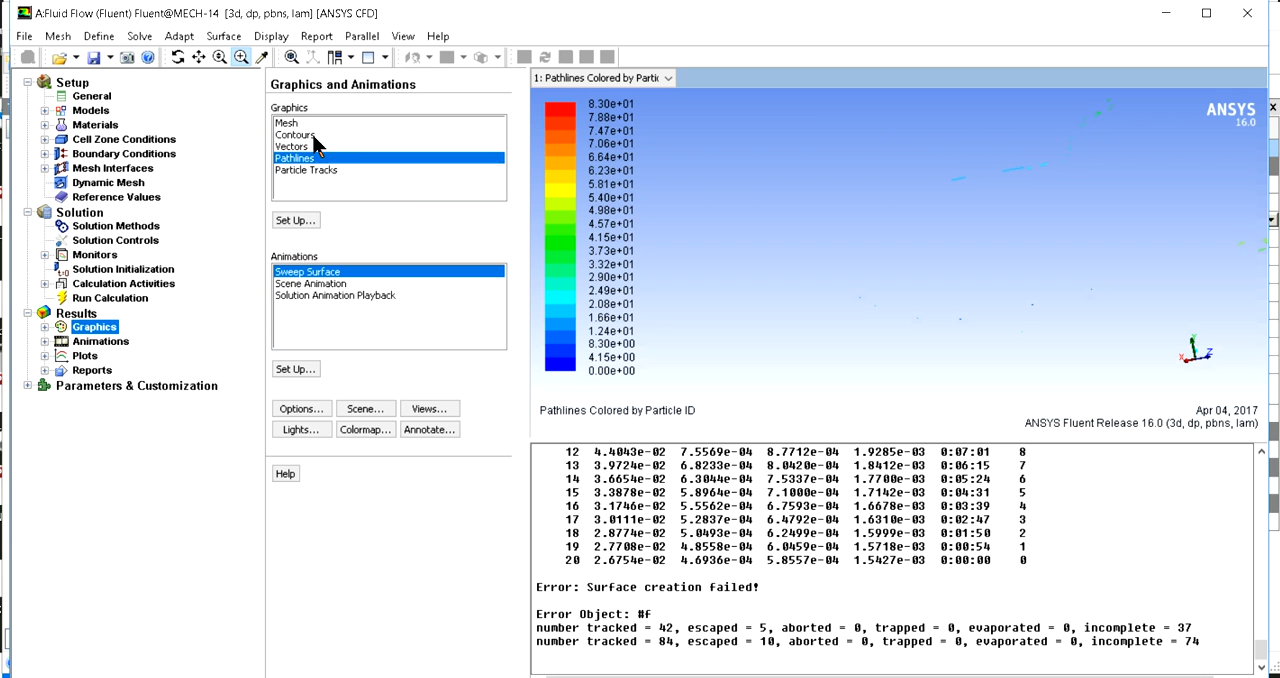 A:Fluid Flow (Fluent) Fluent@MECH-14 [3d, dp, pbns, lam] [ANSYS CFD]
File Mesh Define Solve Adapt Surface Display Report Parallel View Help
Setup
General
Models
Materials
Cell Zone Conditions
Boundary Conditions
Mesh Interfaces
Dynamic Mesh
Reference Values
Solution
Solution Methods
Solution Controls
Monitors
Solution Initialization
Calculation Activities
Run Calculation
Results
Graphics
Animations
Plots
Reports
Parameters & Customization
Graphics and Animations
Graphics
Mesh
Contours
Vectors
Pathlines
Particle Tracks
Set Up...
Animations
Sweep Surface
Scene Animation
Solution Animation Playback
Set Up...
Options... Scene... Views...
Lights... Colormap... Annotate...
Help
1: Pathlines Colored by Partic
8.30e+01
7.88e+01
7.47e+01
7.06e+01
6.64e+01
6.23e+01
5.81e+01
5.40e+01
4.98e+01
4.57e+01
4.15e+01
3.73e+01
3.32e+01
2.90e+01
2.49e+01
2.08e+01
1.66e+01
1.24e+01
8.30e+00
4.15e+00
0.00e+00
ANSYS
16.0
Y
X Z
Pathlines Colored by Particle ID
Apr 04, 2017
ANSYS Fluent Release 16.0 (3d, dp, pbns, lam)
12 4.4043e-02 7.5569e-04 8.7712e-04 1.9285e-03 0:07:01 8
13 3.9724e-02 6.8233e-04 8.0420e-04 1.8412e-03 0:06:15 7
14 3.6654e-02 6.3044e-04 7.5337e-04 1.7700e-03 0:05:24 6
15 3.3878e-02 5.8964e-04 7.1000e-04 1.7142e-03 0:04:31 5
16 3.1746e-02 5.5562e-04 6.7593e-04 1.6678e-03 0:03:39 4
17 3.0111e-02 5.2837e-04 6.4792e-04 1.6310e-03 0:02:47 3
18 2.8774e-02 5.0493e-04 6.2499e-04 1.5999e-03 0:01:50 2
19 2.7708e-02 4.8558e-04 6.0459e-04 1.5718e-03 0:00:54 1
20 2.6754e-02 4.6936e-04 5.8557e-04 1.5427e-03 0:00:00 0
Error: Surface creation failed!
Error Object: #f
number tracked = 42, escaped = 5, aborted = 0, trapped = 0, evaporated = 0, incomplete = 37
number tracked = 84, escaped = 10, aborted = 0, trapped = 0, evaporated = 0, incomplete = 74